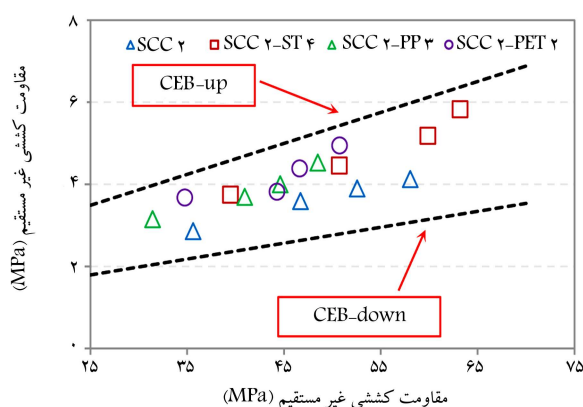 SCC ۲
SCC ۲-ST ۴
SCC ۲-PP ۳
SCC ۲-PET ۲
CEB-up
CEB-down
۸
۶
۴
۲
۰
۲۵
۳۵
۴۵
۵۵
۶۵
۷۵
مقاومت کششی غیر مستقیم
(MPa)
مقاومت کششی غیر مستقیم (MPa)